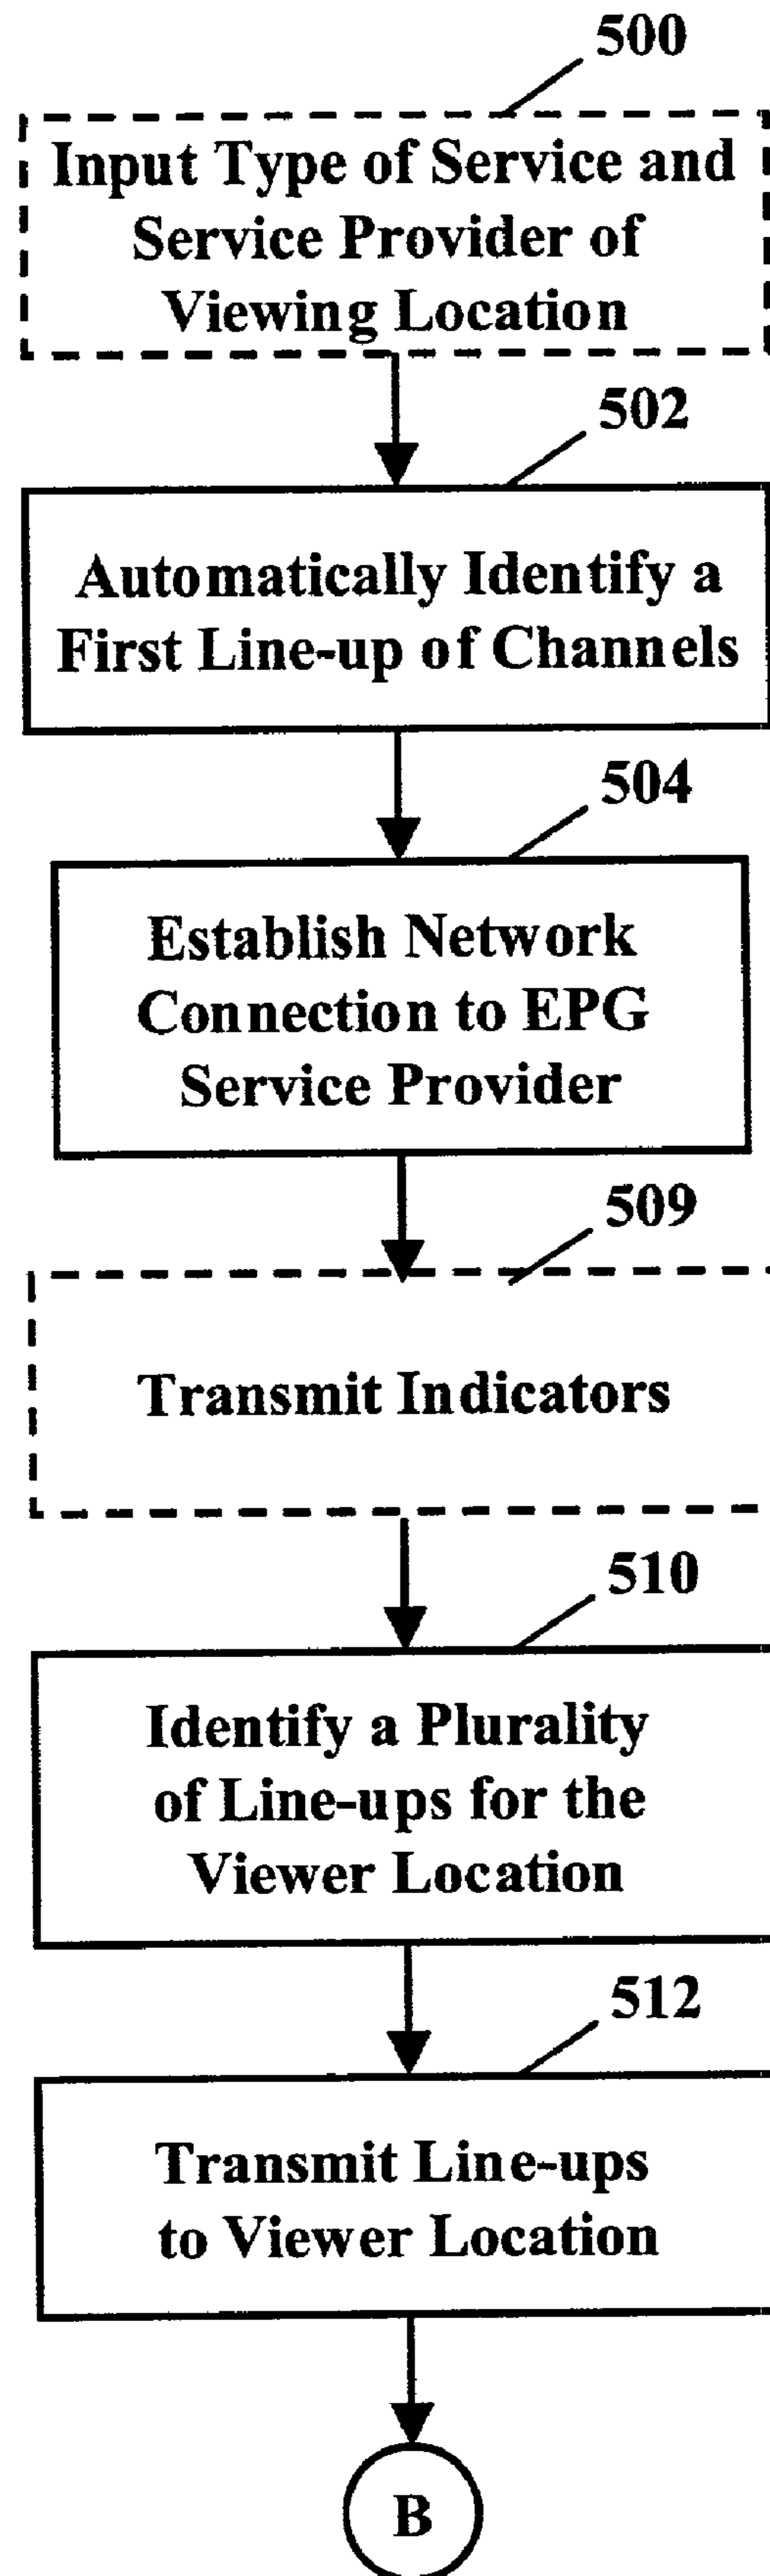 500
Input Type of Service and
Service Provider of
Viewing Location
502
Automatically Identify a
First Line-up of Channels
504
Establish Network
Connection to EPG
Service Provider
509
Transmit Indicators
510
Identify a Plurality
of Line-ups for the
Viewer Location
512
Transmit Line-ups
to Viewer Location
B